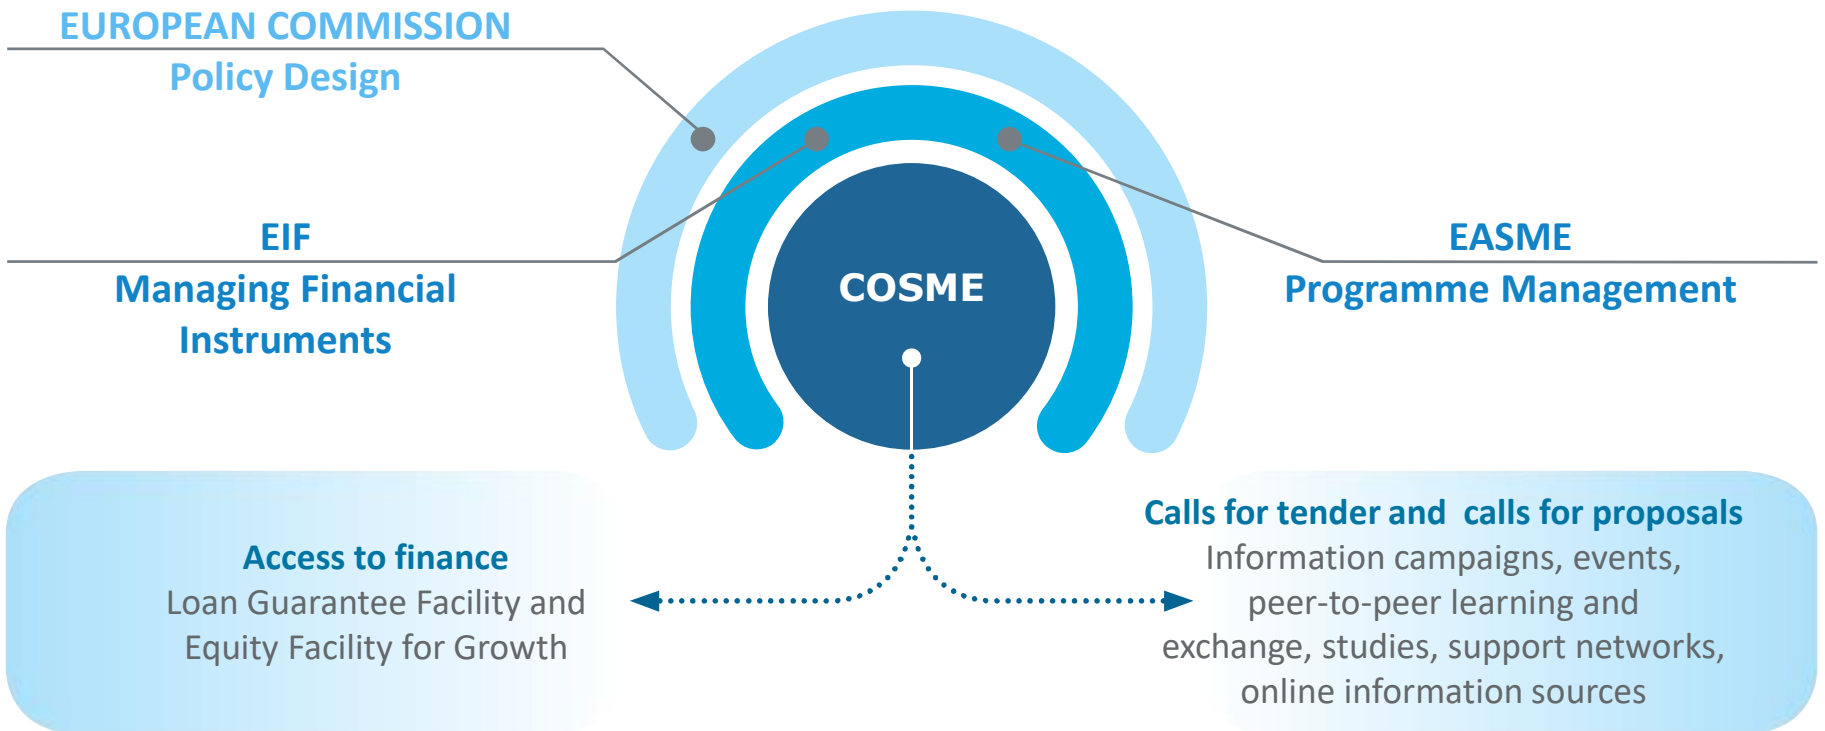 EUROPEAN COMMISSION
Policy Design
EIF
Managing Financial
Instruments
COSME
EASME
Programme Management
Access to finance
Loan Guarantee Facility and
Equity Facility for Growth
Calls for tender and  calls for proposals
Information campaigns, events,
peer-to-peer learning and
exchange, studies, support networks,
online information sources